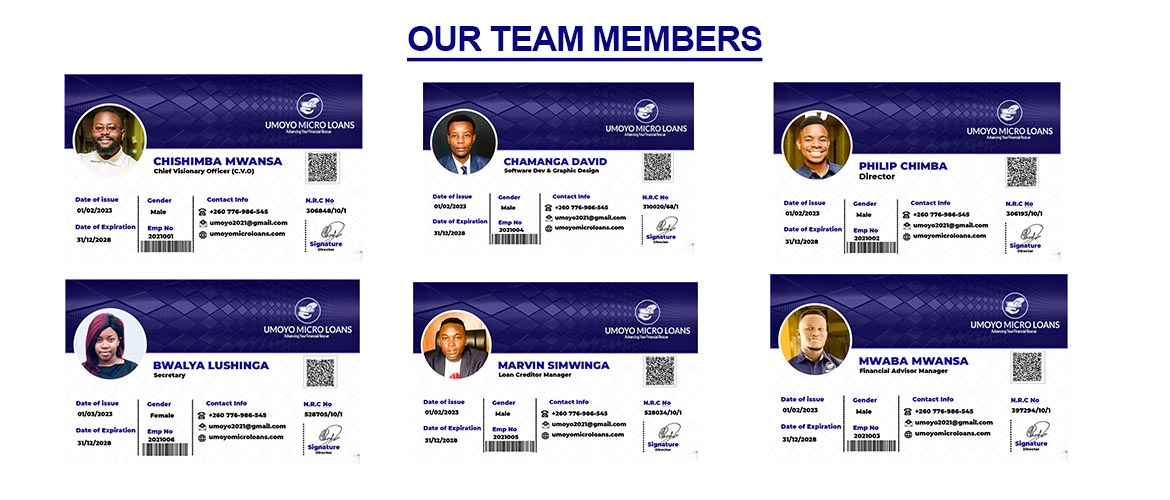 OUR TEAM MEMBERS
UMOYO MICRO LOANS
Advancing Your Financial Rescue
CHISHIMBA MWANSA
Chief Visionary Officer (C.V.O)
Date of issue
01/02/2023
Date of Expiration
31/12/2028
Gender
Male
Emp No
2021001
Contact Info
+260 776-986-545
umoyo2021@gmail.com
umoyomicroloans.com
N.R.C No
306848/10/1
Signature
Director
UMOYO MICRO LOANS
Advancing Your Financial Rescue
CHAMANGA DAVID
Software Dev & Graphic Design
Date of issue
01/02/2023
Date of Expiration
31/12/2028
Gender
Male
Emp No
2021004
Contact Info
+260 776-986-545
umoyo2021@gmail.com
umoyomicroloans.com
N.R.C No
310020/68/1
Signature
Director
UMOYO MICRO LOANS
Advancing Your Financial Rescue
PHILIP CHIMBA
Director
Date of issue
01/02/2023
Date of Expiration
31/12/2028
Gender
Male
Emp No
2021002
Contact Info
+260 776-986-545
umoyo2021@gmail.com
umoyomicroloans.com
N.R.C No
306193/10/1
Signature
Director
UMOYO MICRO LOANS
Advancing Your Financial Rescue
BWALYA LUSHINGA
Secretary
Date of issue
01/03/2023
Date of Expiration
31/12/2028
Gender
Female
Emp No
2021006
Contact Info
+260 776-986-545
umoyo2021@gmail.com
umoyomicroloans.com
N.R.C No
528705/10/1
Signature
Director
UMOYO MICRO LOANS
Advancing Your Financial Rescue
MARVIN SIMWINGA
Loan Creditor Manager
Date of issue
01/02/2023
Date of Expiration
31/12/2028
Gender
Male
Emp No
2021005
Contact Info
+260 776-986-545
umoyo2021@gmail.com
umoyomicroloans.com
N.R.C No
528034/10/1
Signature
Director
UMOYO MICRO LOANS
Advancing Your Financial Rescue
MWABA MWANSA
Financial Advisor Manager
Date of issue
01/02/2023
Date of Expiration
31/12/2028
Gender
Male
Emp No
2021003
Contact Info
+260 776-986-545
umoyo2021@gmail.com
umoyomicroloans.com
N.R.C No
397294/10/1
Signature
Director